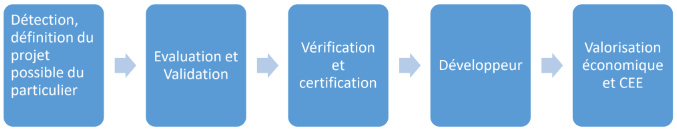 Détection,
définition du
projet
possible du
particulier
Evaluation et
Validation
Vérification
et
certification
Développeur
Valorisation
économique
et CEE